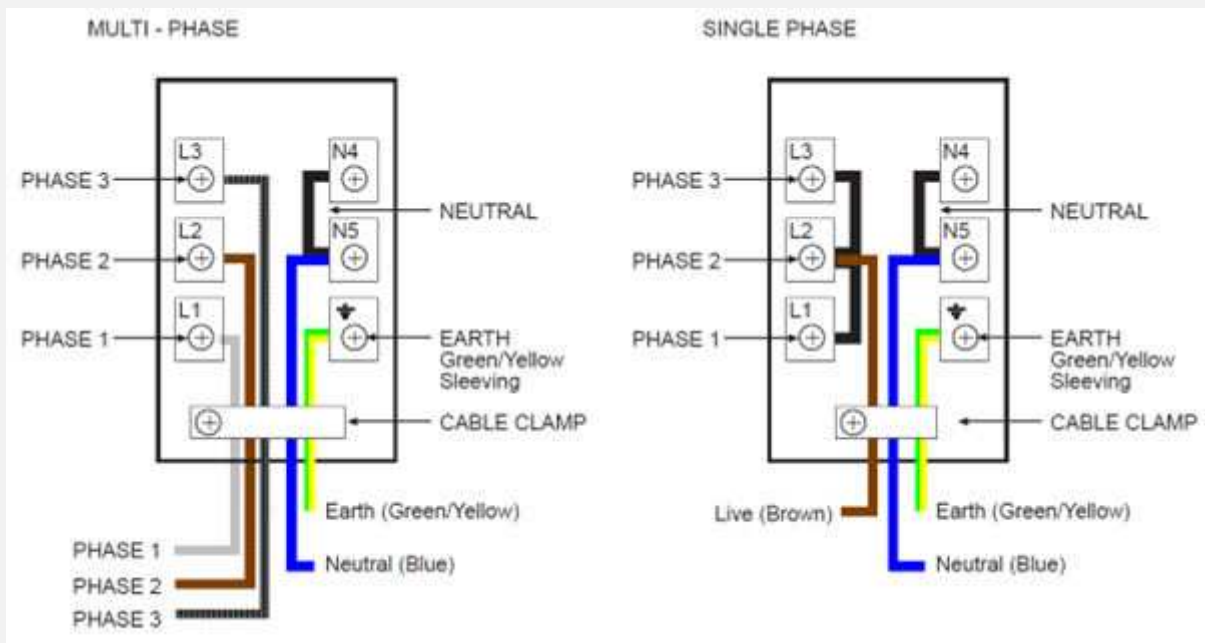 MULTI - PHASE
L3
N4
PHASE 3
NEUTRAL
L2
N5
PHASE 2
L1
PHASE 1
EARTH
Green/Yellow
Sleeving
CABLE CLAMP
Earth (Green/Yellow)
PHASE 1
Neutral (Blue)
PHASE 2
PHASE 3
SINGLE PHASE
L3
N4
PHASE 3
NEUTRAL
L2
N5
PHASE 2
L1
PHASE 1
EARTH
Green/Yellow
Sleeving
CABLE CLAMP
Live (Brown)
Earth (Green/Yellow)
Neutral (Blue)